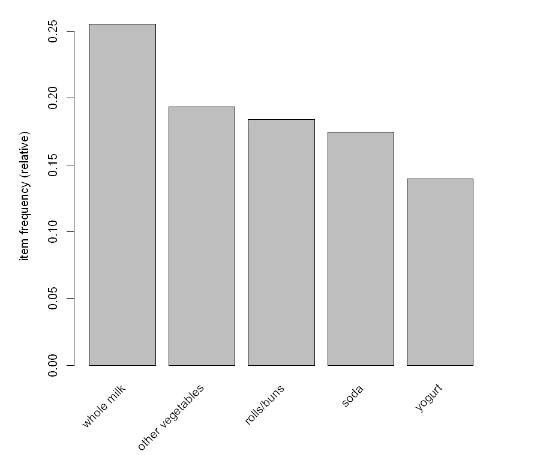 item frequency (relative)
0.25
0.20
0.15
0.10
0.05
0.00
whole milk
other vegetables
rolls/buns
soda
yogurt